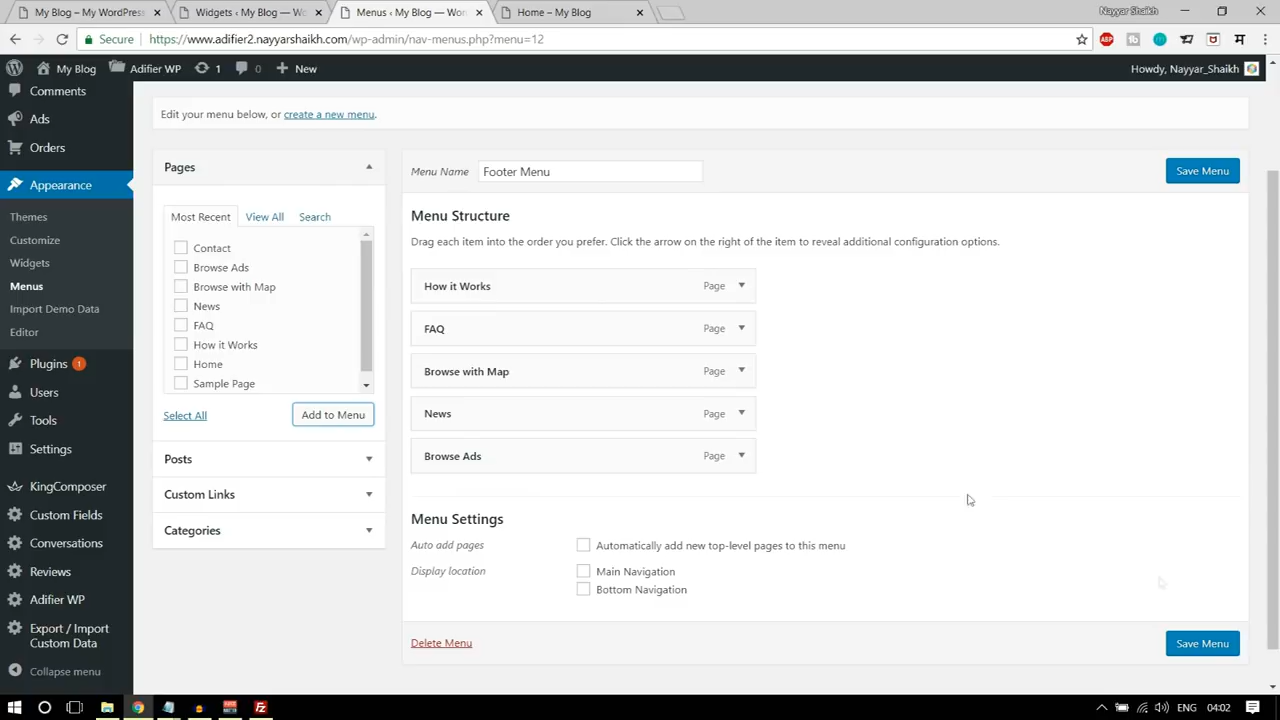 My Blog – My WordPress
Widgets ‹ My Blog — Wo
Menus ‹ My Blog — Wor
Home – My Blog
Nayyar Shaikh
Secure
https://www.adifier2.nayyarshaikh.com/wp-admin/nav-menus.php?menu=12
ABP
My Blog
Adifier WP
1
0
New
Howdy, Nayyar_Shaikh
Comments
Ads
Orders
Appearance
Themes
Customize
Widgets
Menus
Import Demo Data
Editor
Plugins 1
Users
Tools
Settings
KingComposer
Custom Fields
Conversations
Reviews
Adifier WP
Export / Import
Custom Data
Collapse menu
Edit your menu below, or create a new menu.
Pages
Most Recent
View All
Search
Contact
Browse Ads
Browse with Map
News
FAQ
How it Works
Home
Sample Page
Select All
Add to Menu
Posts
Custom Links
Categories
Menu Name
Footer Menu
Save Menu
Menu Structure
Drag each item into the order you prefer. Click the arrow on the right of the item to reveal additional configuration options.
How it Works Page
FAQ Page
Browse with Map Page
News Page
Browse Ads Page
Menu Settings
Auto add pages
Automatically add new top-level pages to this menu
Display location
Main Navigation
Bottom Navigation
Delete Menu
Save Menu
ENG
04:02